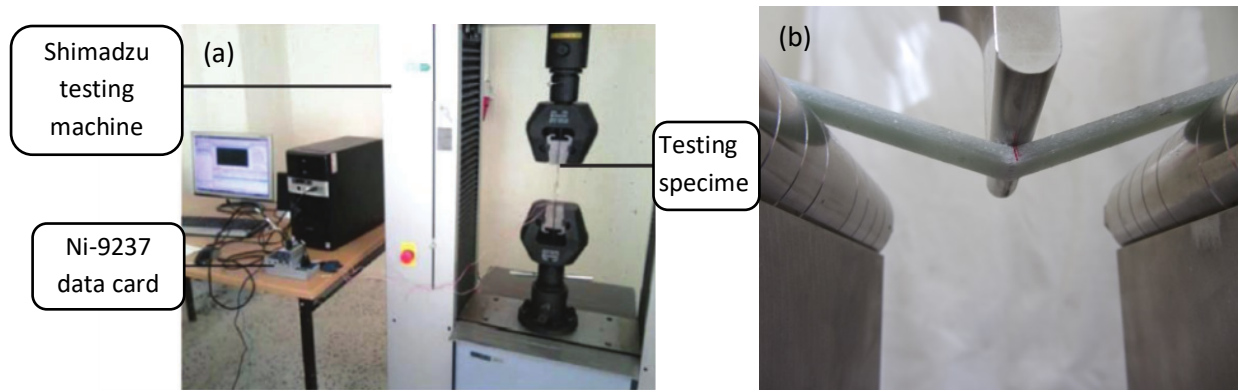 Shimadzu
testing
machine
(a)
Testing
specime
Ni-9237
data card
(b)